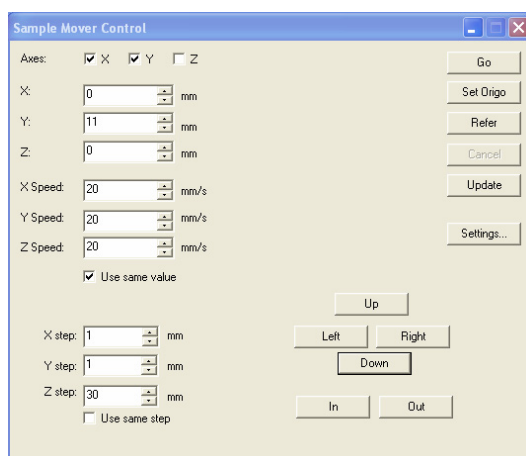 Sample Mover Control
Axes: X Y Z
Go
X: 0 mm
Set Origo
Y: 11 mm
Refer
Z: 0 mm
Cancel
X Speed: 20 mm/s
Update
Y Speed: 20 mm/s
Z Speed: 20 mm/s
Settings...
Use same value
Up
X step: 1 mm
Left Right
Y step: 1 mm
Down
Z step: 30 mm
In Out
Use same step